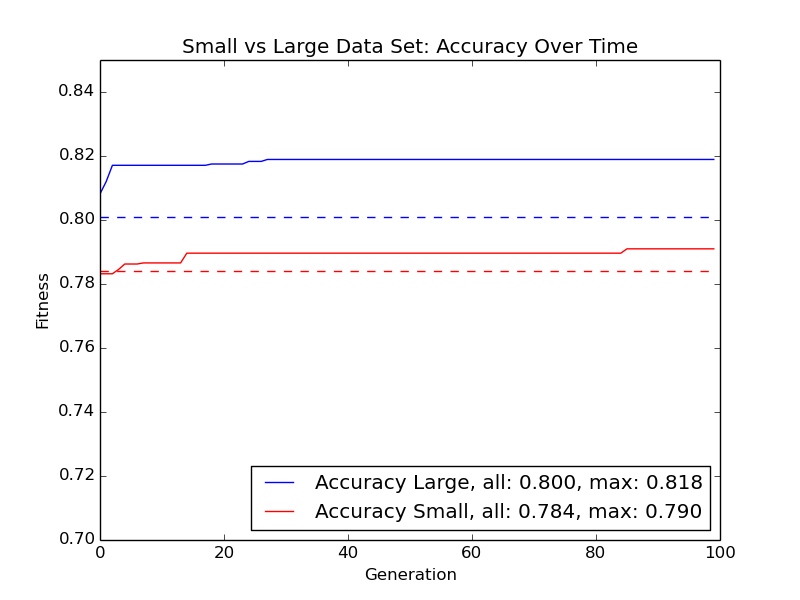 Small vs Large Data Set: Accuracy Over Time
0.84
0.82
0.80
0.78
0.76
0.74
0.72
0.70
Fitness
Accuracy Large, all: 0.800, max: 0.818
Accuracy Small, all: 0.784, max: 0.790
0 20 40 60 80 100
Generation